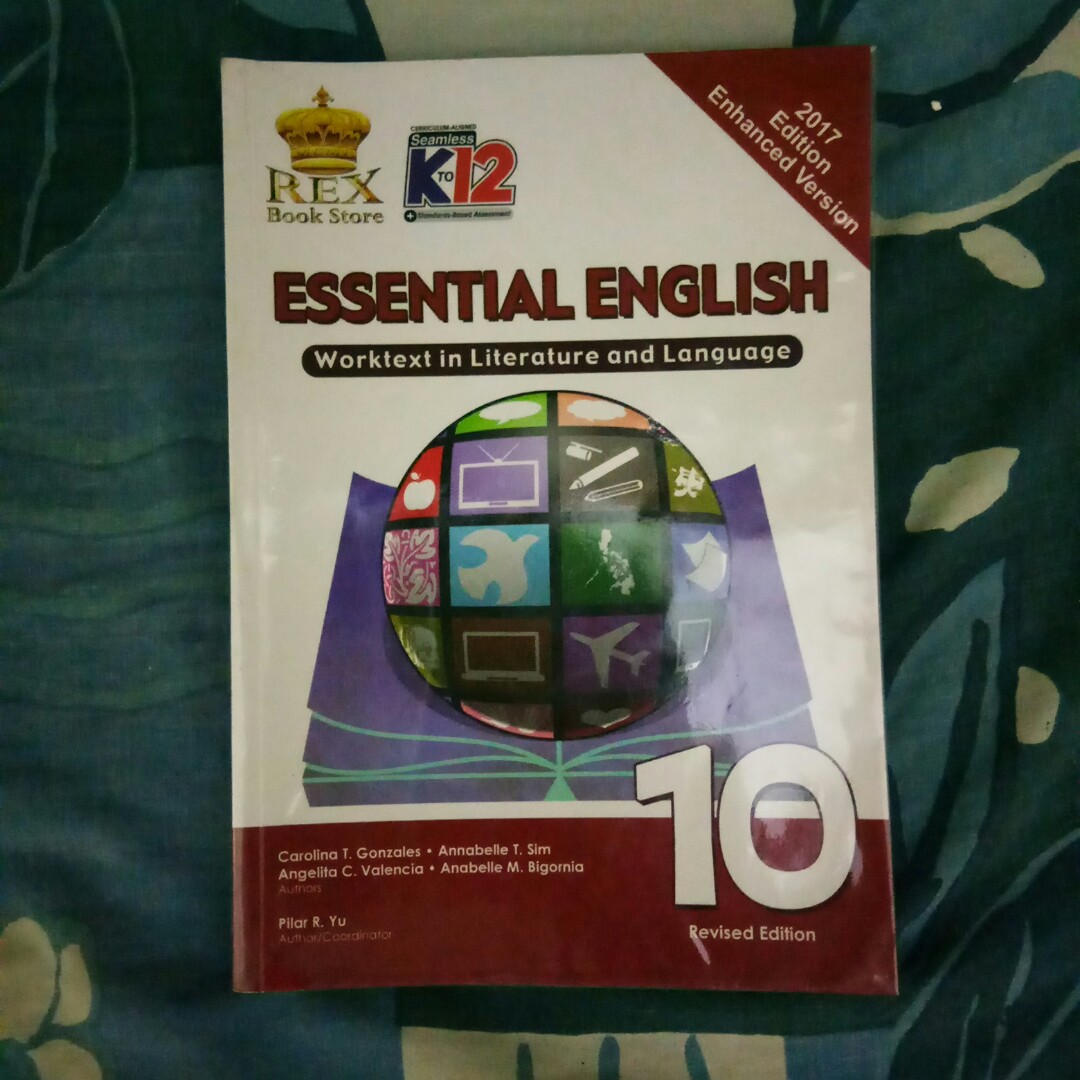 REX
Book Store
CURRICULUM-ALIGNED
Seamless
K TO 12
+ Standards-Based Assessment
2017
Edition
Enhanced Version
ESSENTIAL ENGLISH
Worktext in Literature and Language
10
Carolina T. Gonzales • Annabelle T. Sim
Angelita C. Valencia • Anabelle M. Bigornia
Authors
Pilar R. Yu
Author/Coordinator
Revised Edition